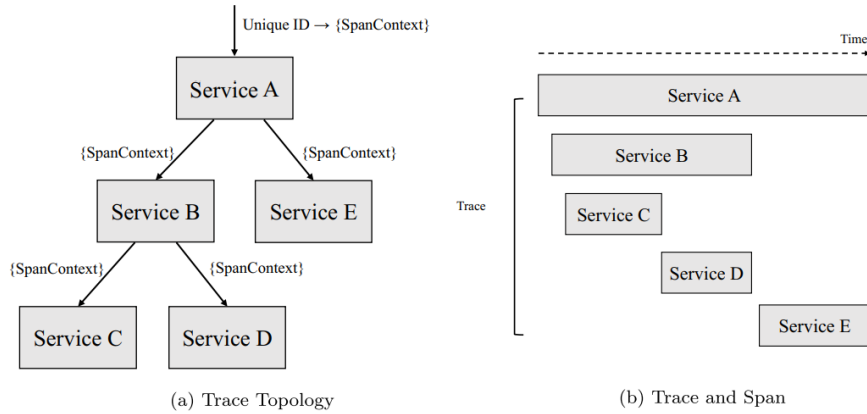 Unique ID → {SpanContext}
Service A
{SpanContext}
{SpanContext}
Service B
Service E
{SpanContext}
{SpanContext}
Service C
Service D
(a) Trace Topology
Time
Service A
Service B
Trace
Service C
Service D
Service E
(b) Trace and Span